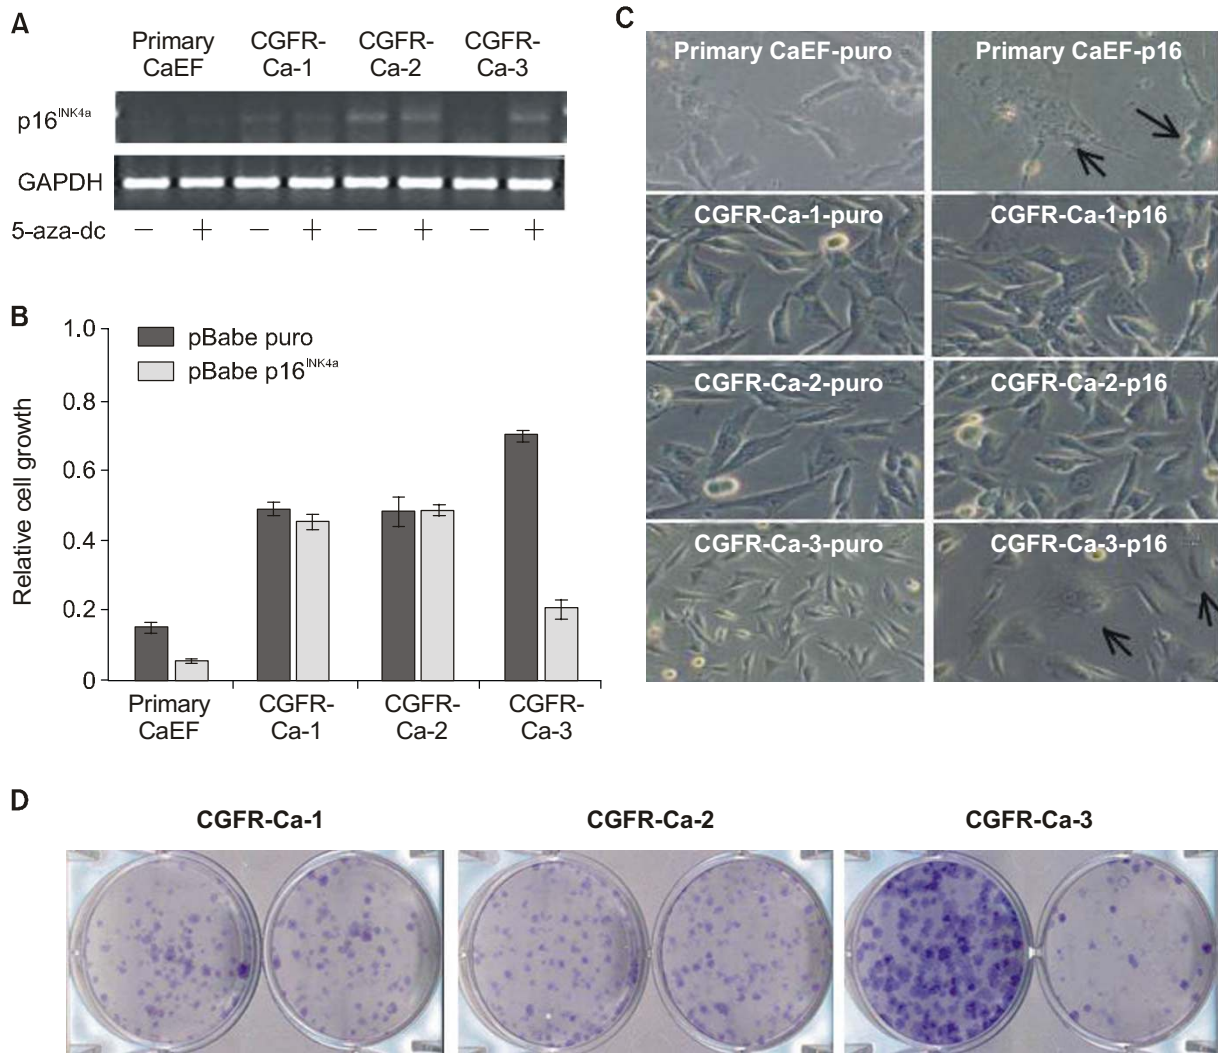 A
Primary CaEF
CGFR-Ca-1
CGFR-Ca-2
CGFR-Ca-3
p16INK4a
GAPDH
5-aza-dc − + − + − + − +
B
1.0
0.8
0.6
0.4
0.2
0
Relative cell growth
pBabe puro
pBabe p16INK4a
Primary CaEF
CGFR-Ca-1
CGFR-Ca-2
CGFR-Ca-3
C
Primary CaEF-puro
Primary CaEF-p16
CGFR-Ca-1-puro
CGFR-Ca-1-p16
CGFR-Ca-2-puro
CGFR-Ca-2-p16
CGFR-Ca-3-puro
CGFR-Ca-3-p16
D
CGFR-Ca-1
CGFR-Ca-2
CGFR-Ca-3